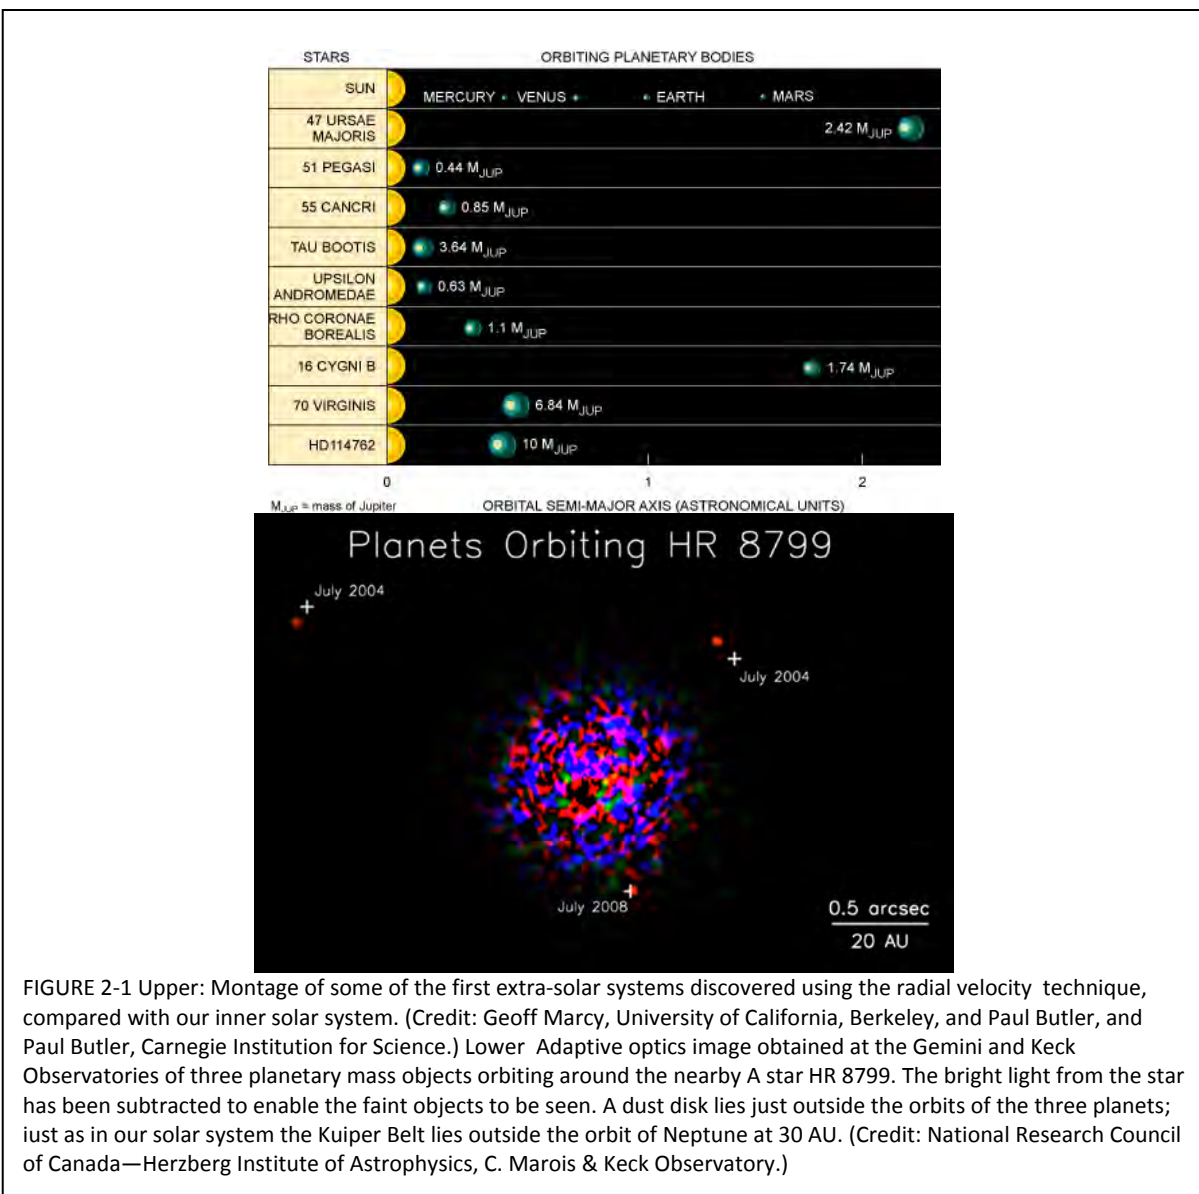 STARS ORBITING PLANETARY BODIES
SUN MERCURY VENUS EARTH MARS
47 URSAE
MAJORIS 2.42 MJUP
51 PEGASI 0.44 MJUP
55 CANCRI 0.85 MJUP
TAU BOOTIS 3.64 MJUP
UPSILON
ANDROMEDAE 0.63 MJUP
RHO CORONAE
BOREALIS 1.1 MJUP
16 CYGNI B 1.74 MJUP
70 VIRGINIS 6.84 MJUP
HD114762 10 MJUP
0 1 2
MJUP = mass of Jupiter ORBITAL SEMI-MAJOR AXIS (ASTRONOMICAL UNITS)
Planets Orbiting HR 8799
July 2004
July 2004
July 2008
0.5 arcsec
20 AU
FIGURE 2-1 Upper: Montage of some of the first extra-solar systems discovered using the radial velocity technique,
compared with our inner solar system. (Credit: Geoff Marcy, University of California, Berkeley, and Paul Butler, and
Paul Butler, Carnegie Institution for Science.) Lower Adaptive optics image obtained at the Gemini and Keck
Observatories of three planetary mass objects orbiting around the nearby A star HR 8799. The bright light from the star
has been subtracted to enable the faint objects to be seen. A dust disk lies just outside the orbits of the three planets;
just as in our solar system the Kuiper Belt lies outside the orbit of Neptune at 30 AU. (Credit: National Research Council
of Canada—Herzberg Institute of Astrophysics, C. Marois & Keck Observatory.)